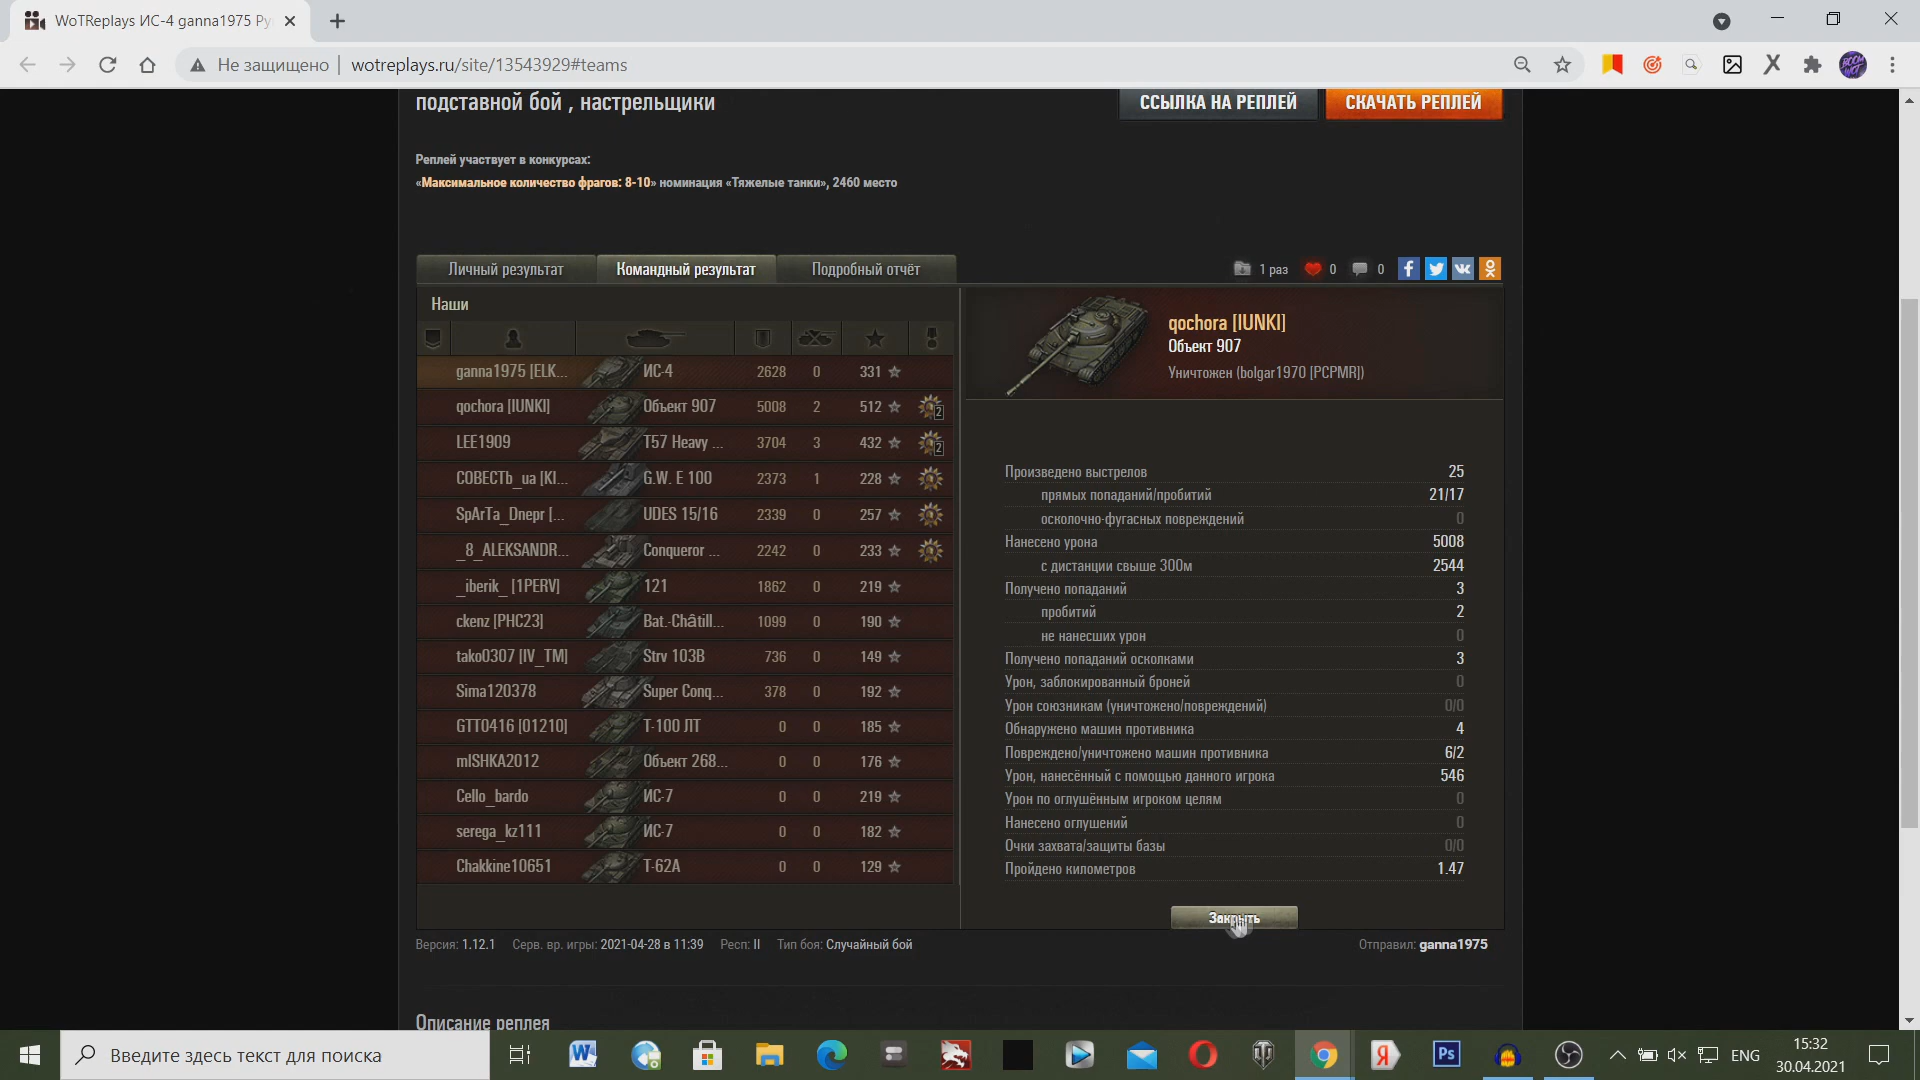 WoTReplays ИС-4 ganna1975 Ру
Не защищено
wotreplays.ru/site/13543929#teams
подставной бой , настрельщики
ССЫЛКА НА РЕПЛЕЙ
СКАЧАТЬ РЕПЛЕЙ
Реплей участвует в конкурсах:
«Максимальное количество фрагов: 8-10» номинация «Тяжелые танки», 2460 место
Личный результат
Командный результат
Подробный отчёт
1 раз
0
0
Наши
ganna1975 [ELK... ИС-4 2628 0 331
qochora [IUNKI] Объект 907 5008 2 512 2
LEE1909 T57 Heavy ... 3704 3 432 2
COBECTb_ua [KI... G.W. E 100 2373 1 228
SpArTa_Dnepr [... UDES 15/16 2339 0 257
_8_ALEKSANDR... Conqueror ... 2242 0 233
_iberik_ [1PERV] 121 1862 0 219
ckenz [PHC23] Bat.-Châtill... 1099 0 190
tako0307 [IV_TM] Strv 103B 736 0 149
Sima120378 Super Conq... 378 0 192
GTT0416 [01210] Т-100 ЛТ 0 0 185
mISHKA2012 Объект 268... 0 0 176
Cello_bardo ИС-7 0 0 219
serega_kz111 ИС-7 0 0 182
Chakkine10651 Т-62А 0 0 129
qochora [IUNKI]
Объект 907
Уничтожен (bolgar1970 [PCPMR])
Произведено выстрелов 25
прямых попаданий/пробитий 21/17
осколочно-фугасных повреждений 0
Нанесено урона 5008
с дистанции свыше 300м 2544
Получено попаданий 3
пробитий 2
не нанесших урон 0
Получено попаданий осколками 3
Урон, заблокированный броней 0
Урон союзникам (уничтожено/повреждений) 0/0
Обнаружено машин противника 4
Повреждено/уничтожено машин противника 6/2
Урон, нанесённый с помощью данного игрока 546
Урон по оглушённым игроком целям 0
Нанесено оглушений 0
Очки захвата/защиты базы 0/0
Пройдено километров 1.47
Закрыть
Версия: 1.12.1 Серв. вр. игры: 2021-04-28 в 11:39 Респ: II Тип боя: Случайный бой
Отправил: ganna1975
Описание реплея
Введите здесь текст для поиска
ENG
15:32
30.04.2021